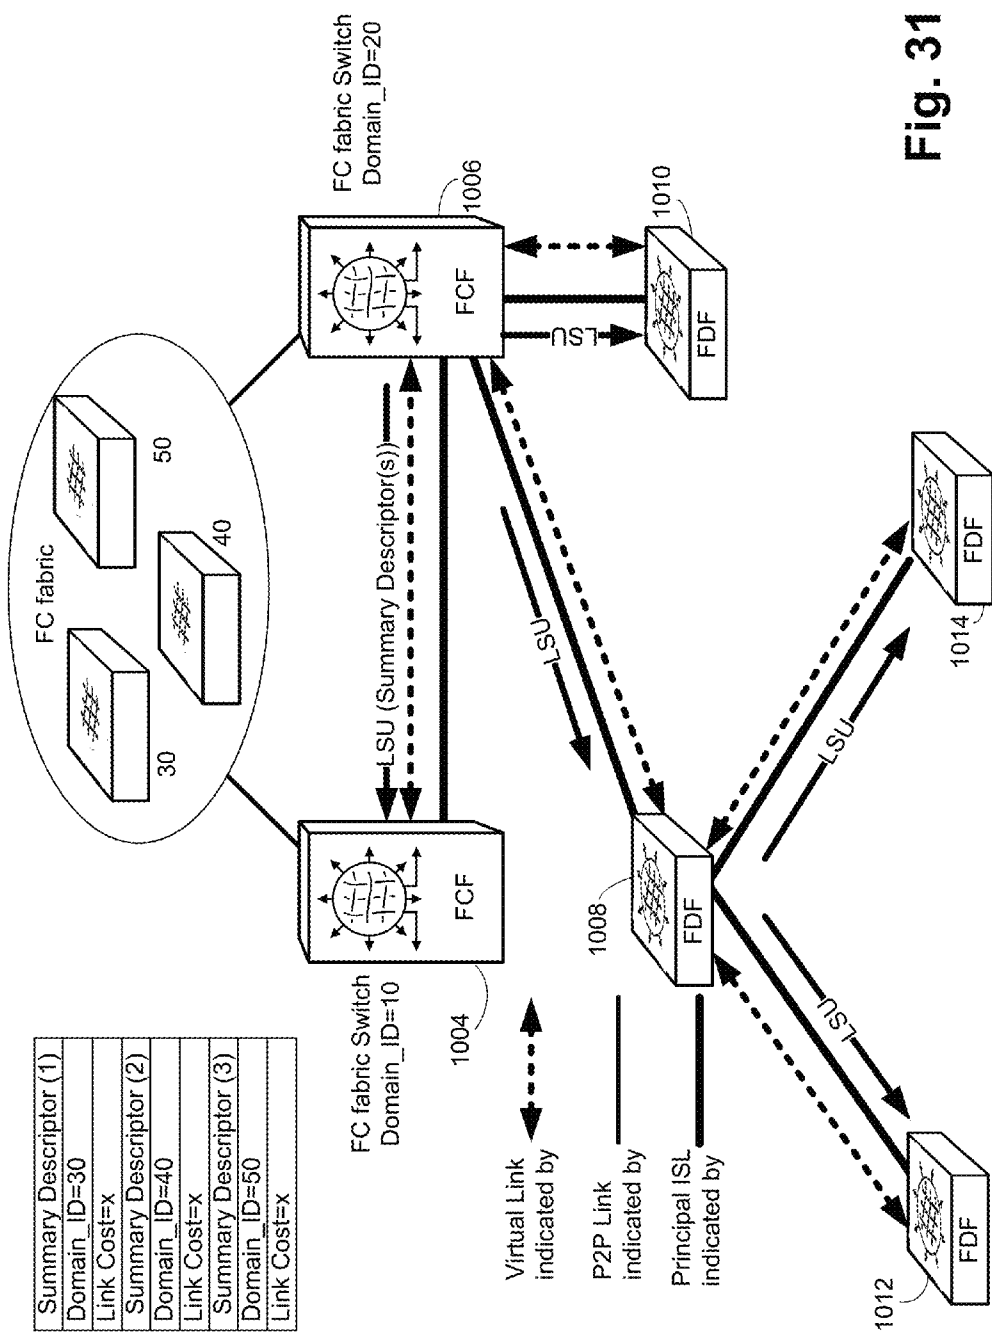 Summary Descriptor (1)
Domain_ID=30
Link Cost=x
Summary Descriptor (2)
Domain_ID=40
Link Cost=x
Summary Descriptor (3)
Domain_ID=50
Link Cost=x
FC fabric
30
40
50
FC fabric Switch
Domain_ID=10
1004
FCF
LSU (Summary Descriptor(s))
FC fabric Switch
Domain_ID=20
1006
FCF
LSU
LSU
1008
FDF
1010
FDF
Virtual Link
indicated by
P2P Link
indicated by
Principal ISL
indicated by
LSU
LSU
1012
FDF
1014
FDF
Fig. 31